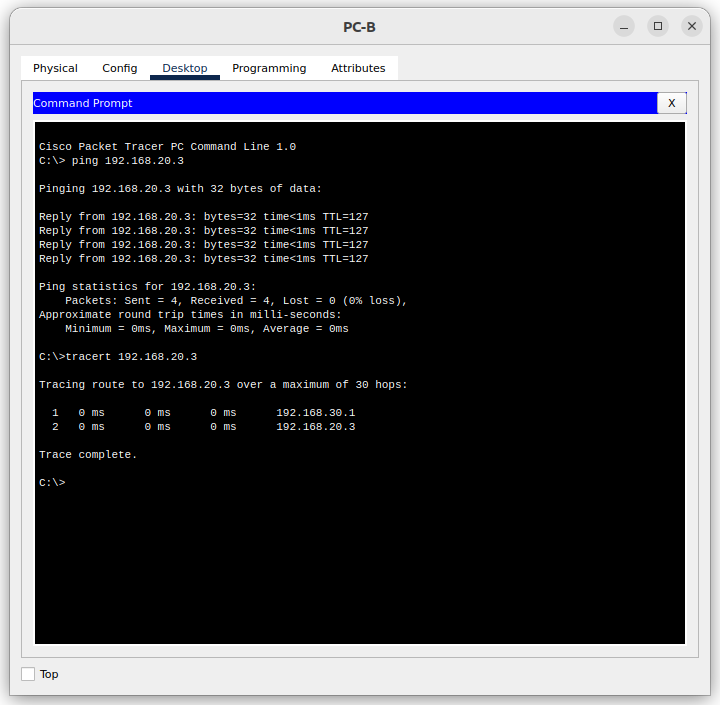 PC-B
Physical Config Desktop Programming Attributes
Command Prompt X
Cisco Packet Tracer PC Command Line 1.0
C:\> ping 192.168.20.3
Pinging 192.168.20.3 with 32 bytes of data:
Reply from 192.168.20.3: bytes=32 time<1ms TTL=127
Reply from 192.168.20.3: bytes=32 time<1ms TTL=127
Reply from 192.168.20.3: bytes=32 time<1ms TTL=127
Reply from 192.168.20.3: bytes=32 time<1ms TTL=127
Ping statistics for 192.168.20.3:
    Packets: Sent = 4, Received = 4, Lost = 0 (0% loss),
Approximate round trip times in milli-seconds:
    Minimum = 0ms, Maximum = 0ms, Average = 0ms
C:\>tracert 192.168.20.3
Tracing route to 192.168.20.3 over a maximum of 30 hops:
  1   0 ms      0 ms      0 ms      192.168.30.1
  2   0 ms      0 ms      0 ms      192.168.20.3
Trace complete.
C:\>
Top